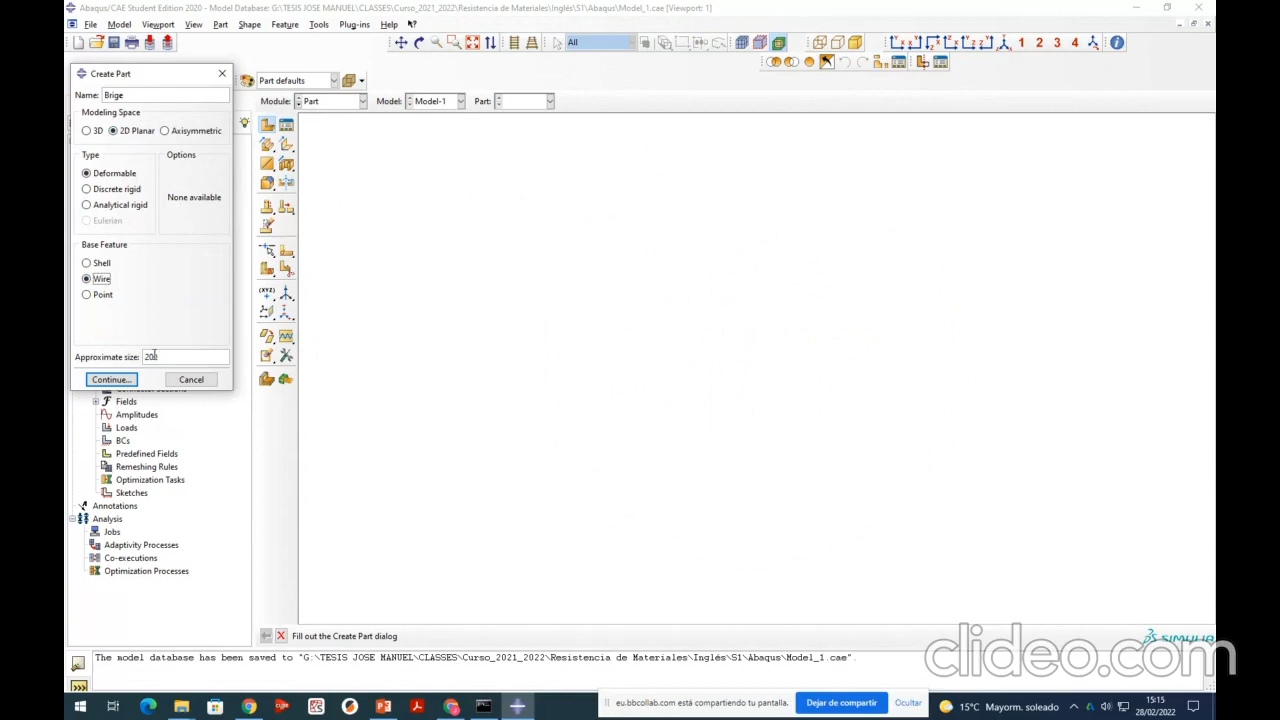 Abaqus/CAE Student Edition 2020 - Model Database: G:\TESIS JOSE MANUEL\CLASSES\Curso_2021_2022\Resistencia de Materiales\Inglés\S1\Abaqus\Model_1.cae [Viewport: 1]
File Model Viewport View Part Shape Feature Tools Plug-ins Help
All
1 2 3 4
Create Part
Part defaults
Name: Brige
Module: Part Model: Model-1 Part:
Modeling Space
3D 2D Planar Axisymmetric
Type Options
Deformable
Discrete rigid
None available
Analytical rigid
Eulerian
Base Feature
Shell
Wire
Point
Approximate size:
Continue... Cancel
Fields
Amplitudes
Loads
BCs
Predefined Fields
Remeshing Rules
Optimization Tasks
Sketches
Annotations
Analysis
Jobs
Adaptivity Processes
Co-executions
Optimization Processes
Fill out the Create Part dialog
The model database has been saved to "G:\TESIS JOSE MANUEL\CLASSES\Curso_2021_2022\Resistencia de Materiales\Inglés\S1\Abaqus\Model_1.cae".
clideo.com
eu.bbcollab.com está compartiendo tu pantalla. Dejar de compartir Ocultar
15°C Mayorm. soleado
15:15
28/02/2022